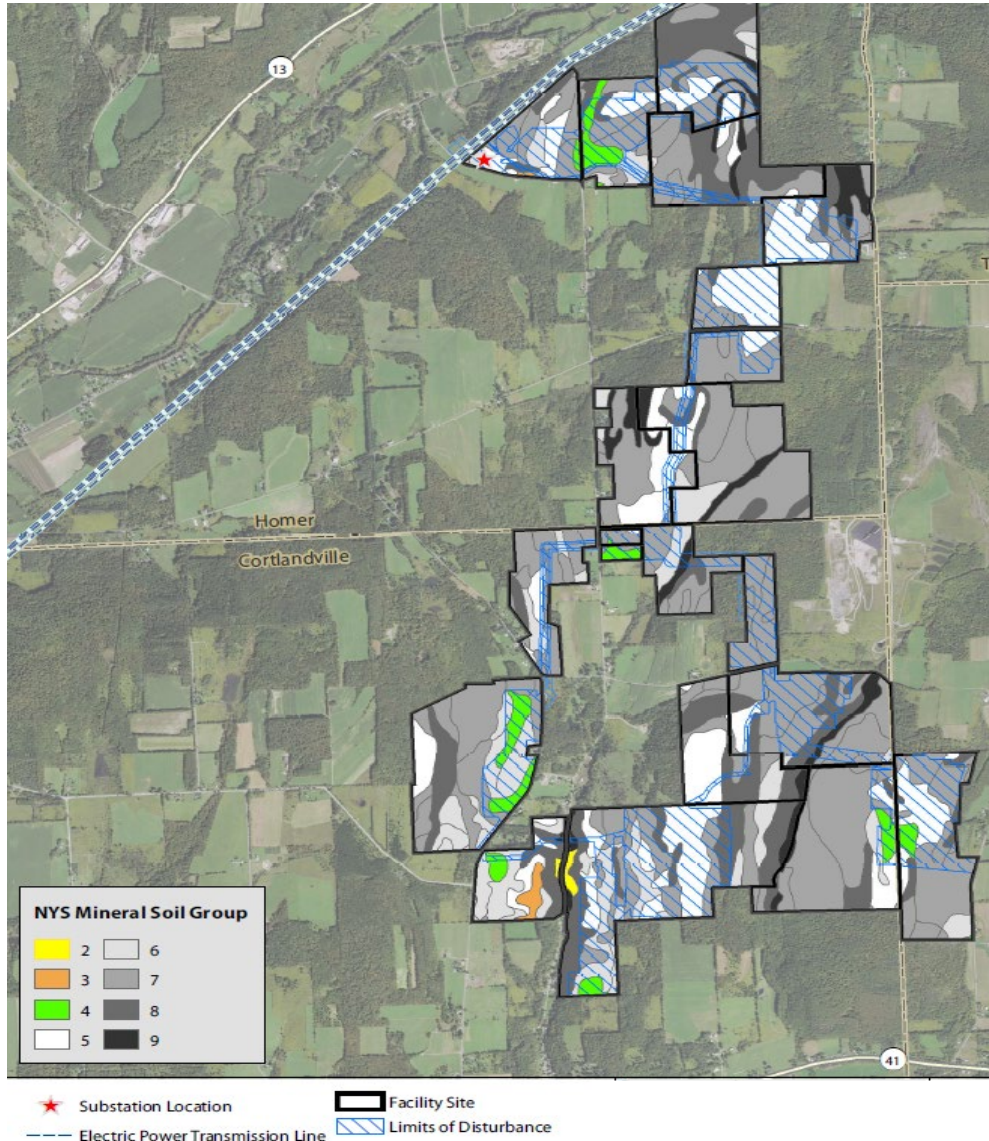 13
T
Homer
Cortlandville
NYS Mineral Soil Group
2 6
3 7
4 8
5 9
41
Substation Location
Facility Site
Electric Power Transmission Line
Limits of Disturbance